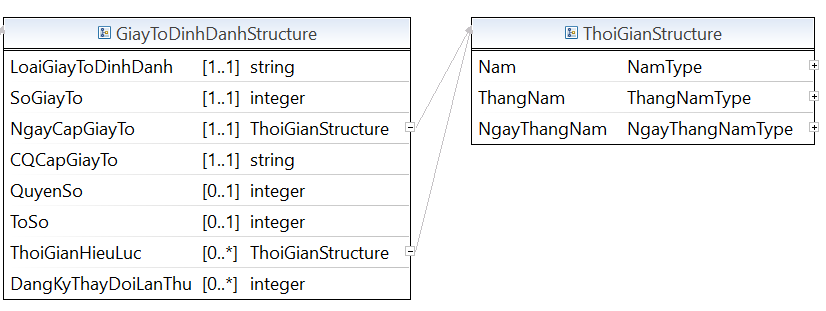 GiayToDinhDanhStructure
LoaiGiayToDinhDanh [1..1] string
SoGiayTo [1..1] integer
NgayCapGiayTo [1..1] ThoiGianStructure
CQCapGiayTo [1..1] string
QuyenSo [0..1] integer
ToSo [0..1] integer
ThoiGianHieuLuc [0..*] ThoiGianStructure
DangKyThayDoiLanThu [0..*] integer
ThoiGianStructure
Nam NamType
ThangNam ThangNamType
NgayThangNam NgayThangNamType